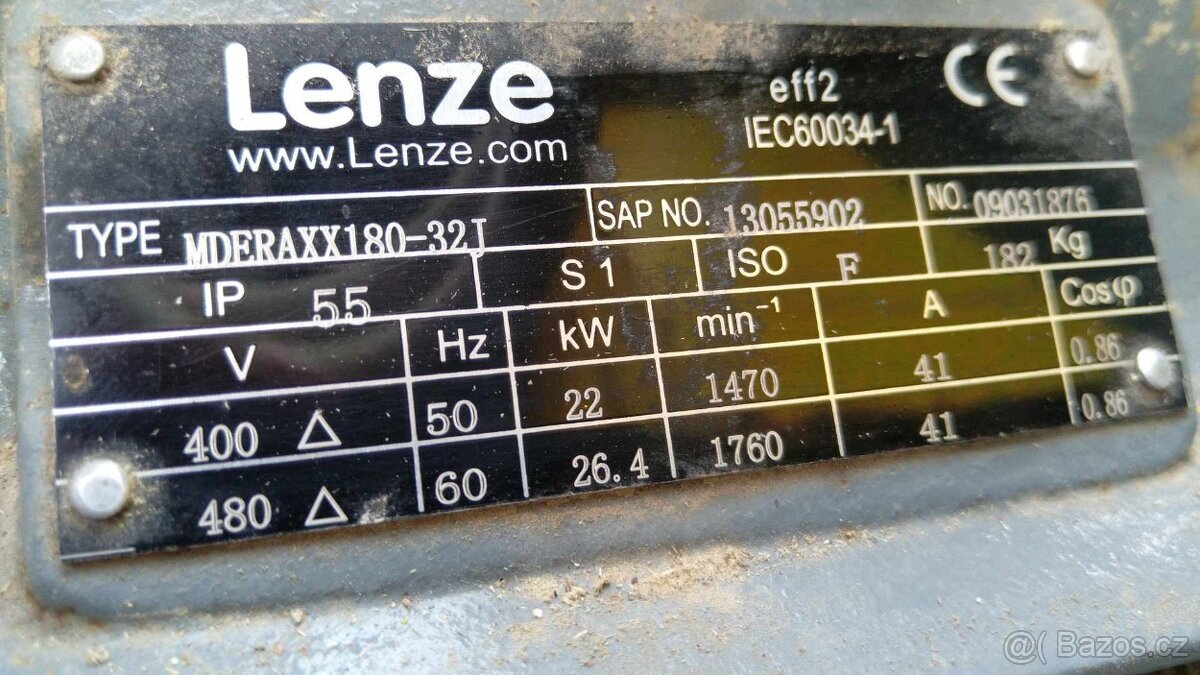 Lenze
www.Lenze.com
eff2
IEC60034-1
CE
TYPE MDERAXX180-32J SAP NO. 13055902 NO. 09031876
IP 55 S1 ISO F 182 Kg
V Hz kW min⁻¹ A Cosφ
400 Δ 50 22 1470 41 0.86
480 Δ 60 26.4 1760 41 0.86
@( Bazos.cz